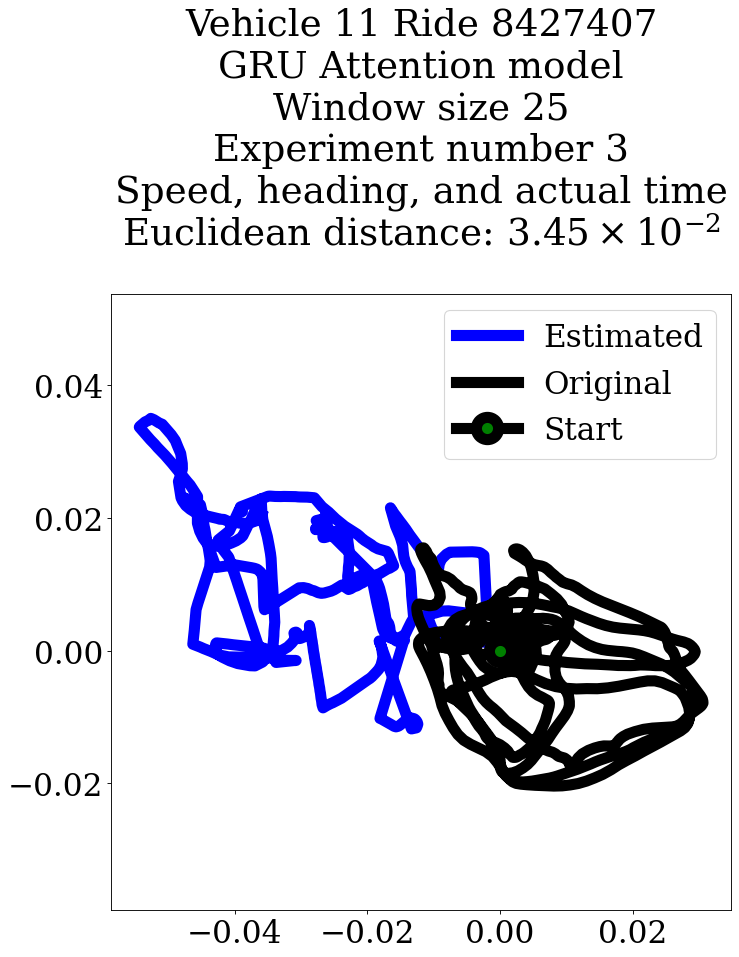 Vehicle 11 Ride 8427407
GRU Attention model
Window size 25
Experiment number 3
Speed, heading, and actual time
Euclidean distance: 3.45 × 10⁻²
Estimated
Original
Start
0.04
0.02
0.00
−0.02
−0.04 −0.02 0.00 0.02